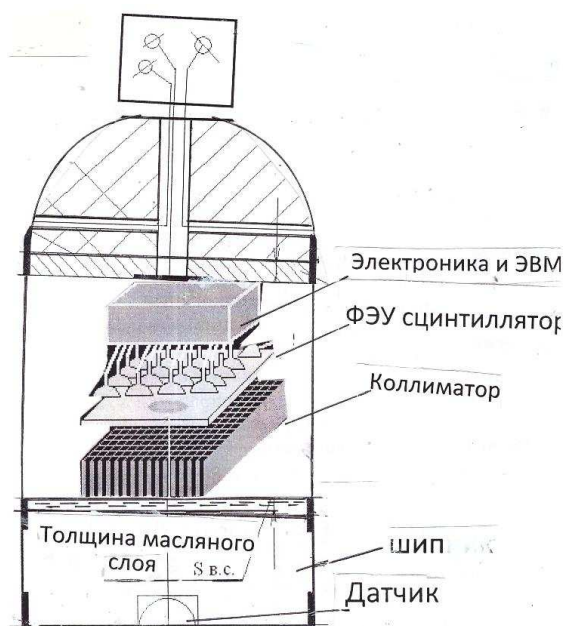 Электроника и ЭВМ
ФЭУ сцинтиллятор
Коллиматор
Толщина масляного
слоя
S в.с.
шип
Датчик